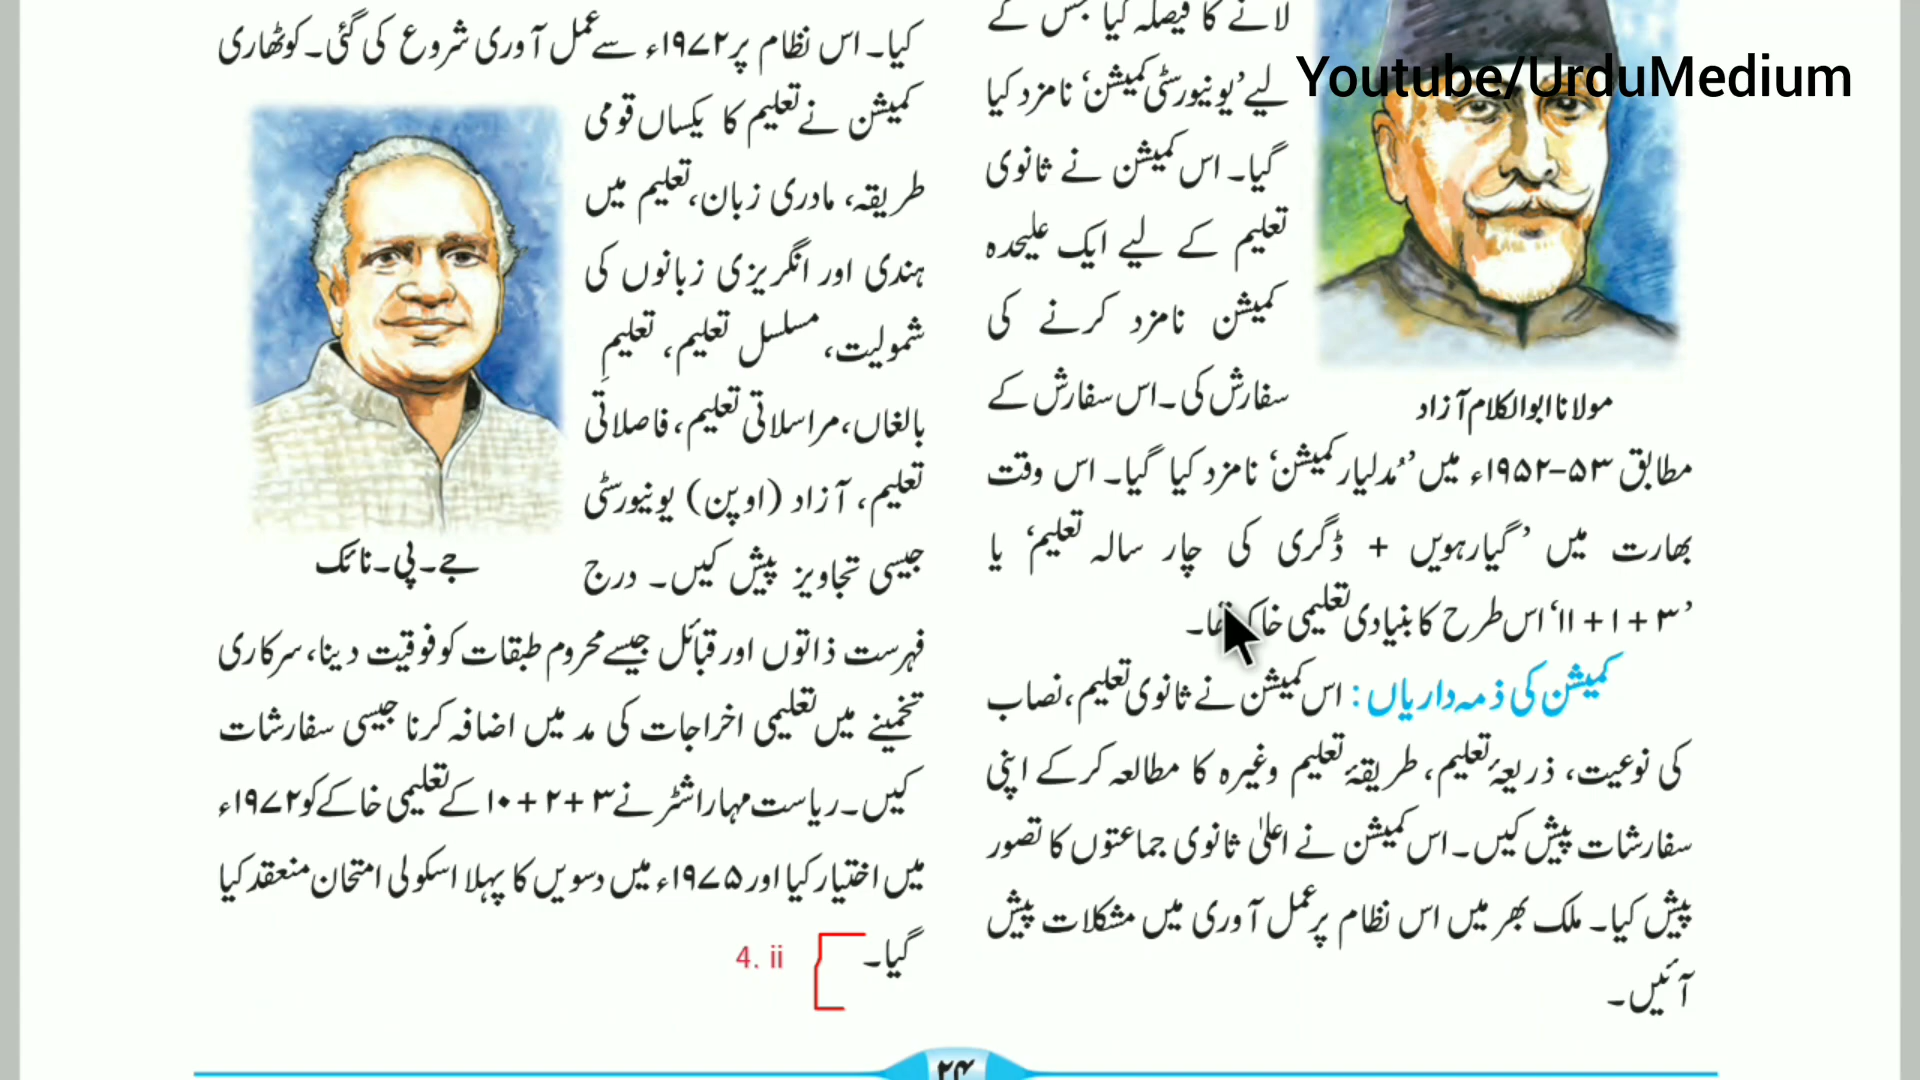 Youtube/UrduMedium
لانے کا فیصلہ کیا جس کے
لیے ’یونیورسٹی کمیشن‘ نامزد کیا
گیا۔ اس کمیشن نے ثانوی
تعلیم کے لیے ایک علیحدہ
کمیشن نامزد کرنے کی
سفارش کی۔ اس سفارش کے
مولانا ابوالکلام آزاد
مطابق ۵۳–۱۹۵۲ء میں ’مُدلیار کمیشن‘ نامزد کیا گیا۔ اس وقت
بھارت میں ’گیارہویں + ڈگری کی چار سالہ تعلیم‘ یا
’۳ + ۱ + ۱۱‘ اس طرح کا بنیادی تعلیمی
کمیشن کی ذمہ داریاں : اس کمیشن نے ثانوی تعلیم، نصاب
کی نوعیت، ذریعۂ تعلیم، طریقۂ تعلیم وغیرہ کا مطالعہ کرکے اپنی
سفارشات پیش کیں۔ اس کمیشن نے اعلیٰ ثانوی جماعتوں کا تصور
پیش کیا۔ ملک بھر میں اس نظام پر عمل آوری میں مشکلات پیش
آئیں۔
کیا۔ اس نظام پر ۱۹۷۲ء سے عمل آوری شروع کی گئی۔ کوٹھاری
کمیشن نے تعلیم کا یکساں قومی
طریقہ، مادری زبان، تعلیم میں
ہندی اور انگریزی زبانوں کی
شمولیت، مسلسل تعلیم، تعلیمِ
بالغاں، مراسلاتی تعلیم، فاصلاتی
تعلیم، آزاد (اوپن) یونیورسٹی
جیسی تجاویز پیش کیں۔ درج
جے۔ پی۔ نائک
فہرست ذاتوں اور قبائل جیسے محروم طبقات کو فوقیت دینا، سرکاری
تخمینے میں تعلیمی اخراجات کی مد میں اضافہ کرنا جیسی سفارشات
کیں۔ ریاست مہاراشٹر نے ۳ + ۲ + ۱۰ کے تعلیمی خاکے کو ۱۹۷۲ء
میں اختیار کیا اور ۱۹۷۵ء میں دسویں کا پہلا اسکولی امتحان منعقد کیا
گیا۔
4. ii
۲۴